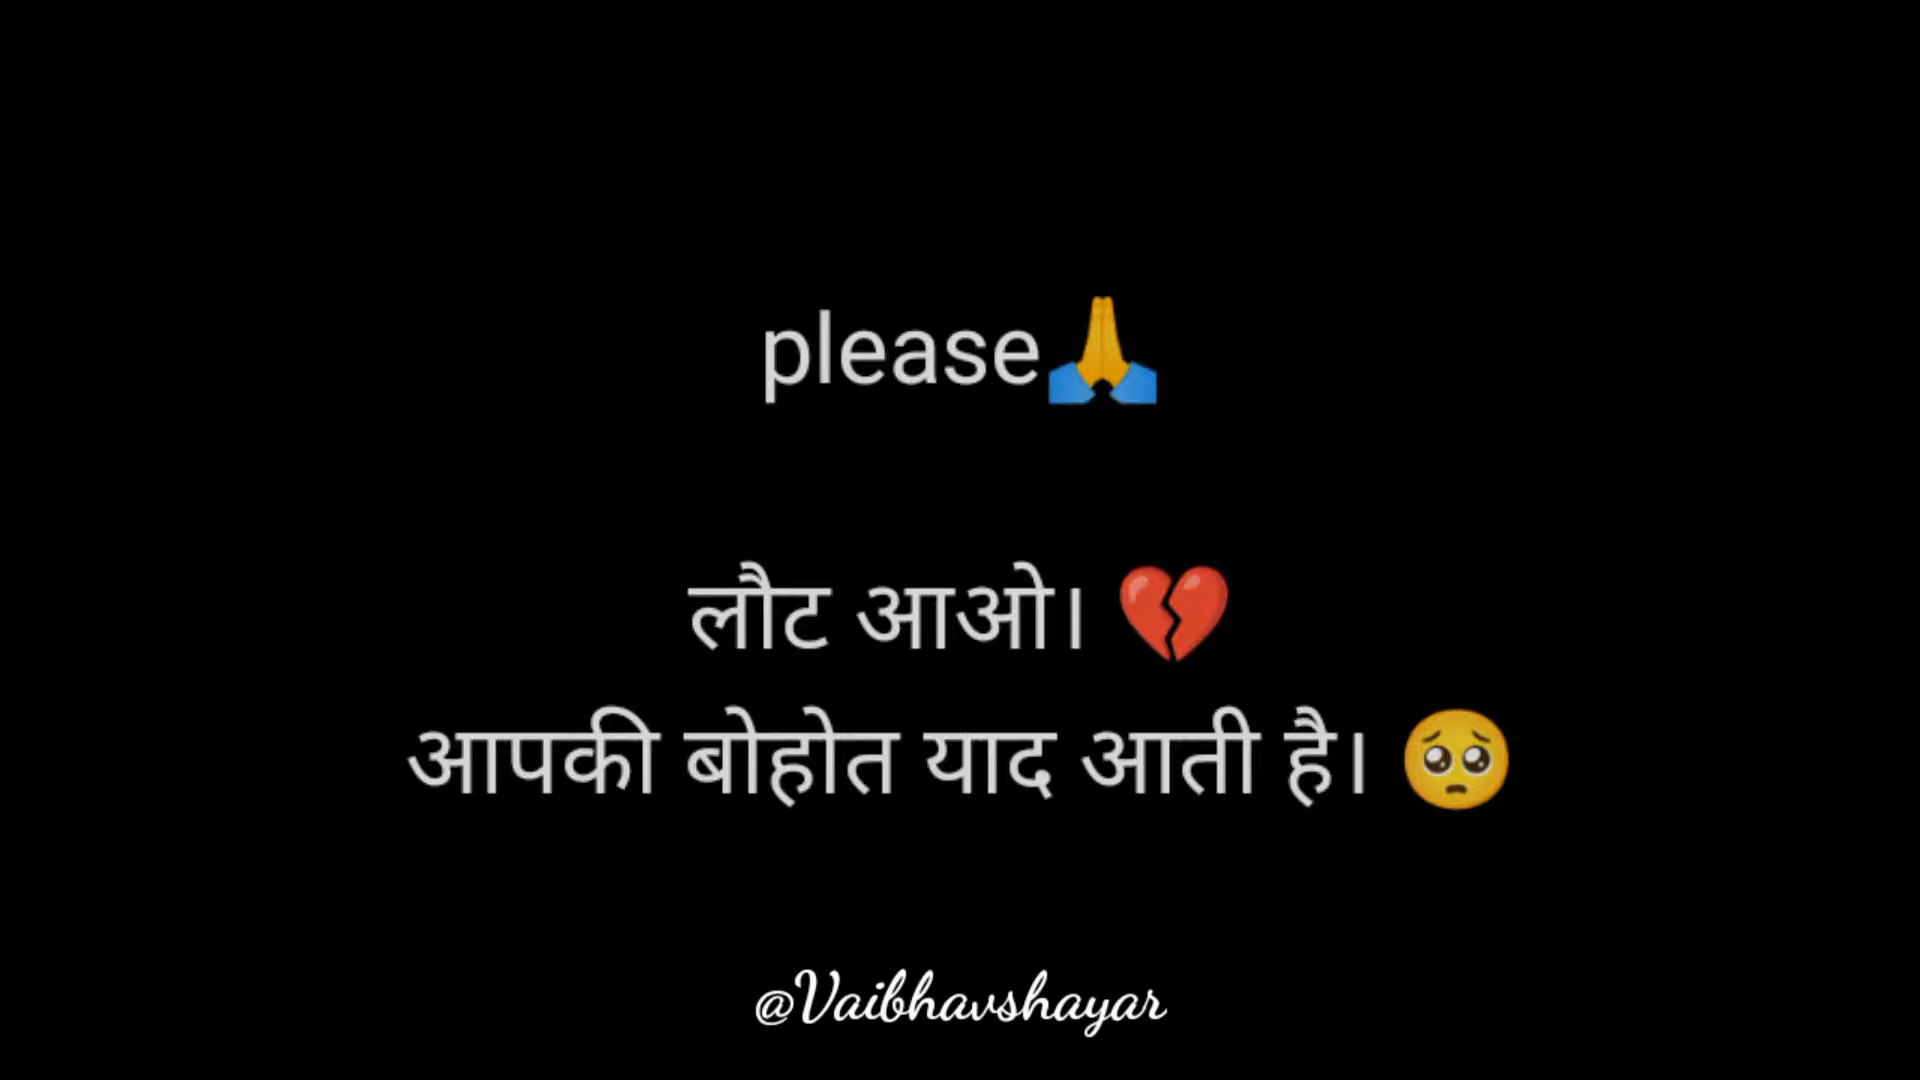 please🙏
लौट आओ। 💔
आपकी बोहोत याद आती है। 🥺
@Vaibhavshayar